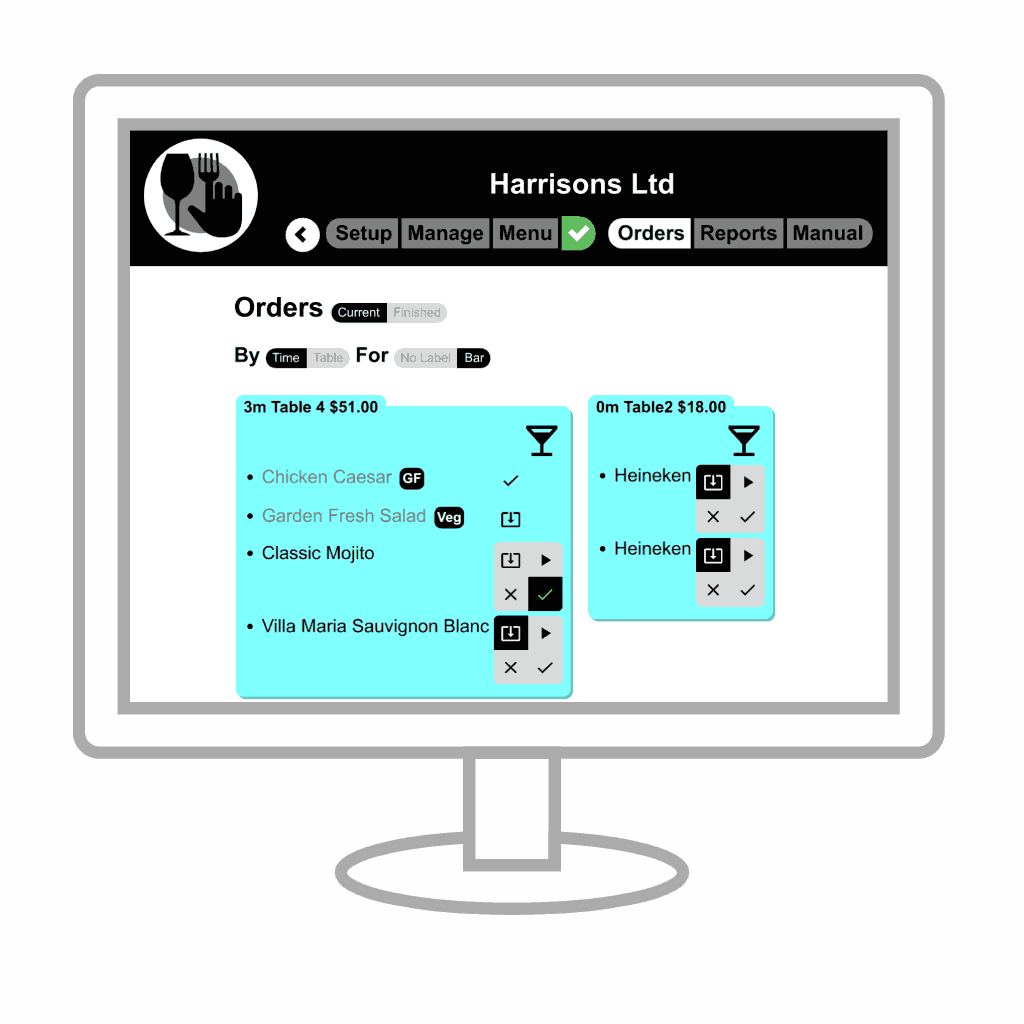 Harrisons Ltd
Setup Manage Menu Orders Reports Manual
Orders Current Finished
By Time Table For No Label Bar
3m Table 4 $51.00
Chicken Caesar GF
Garden Fresh Salad Veg
Classic Mojito
Villa Maria Sauvignon Blanc
0m Table2 $18.00
Heineken
Heineken